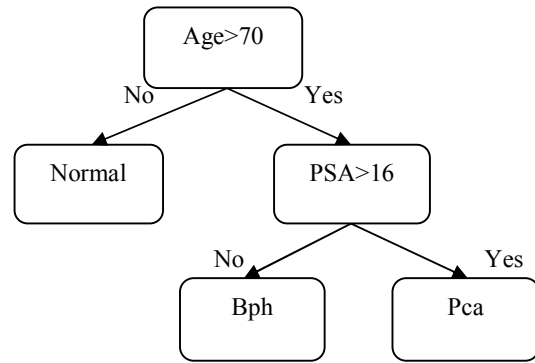 Age>70
No
Yes
Normal
PSA>16
No
Yes
Bph
Pca